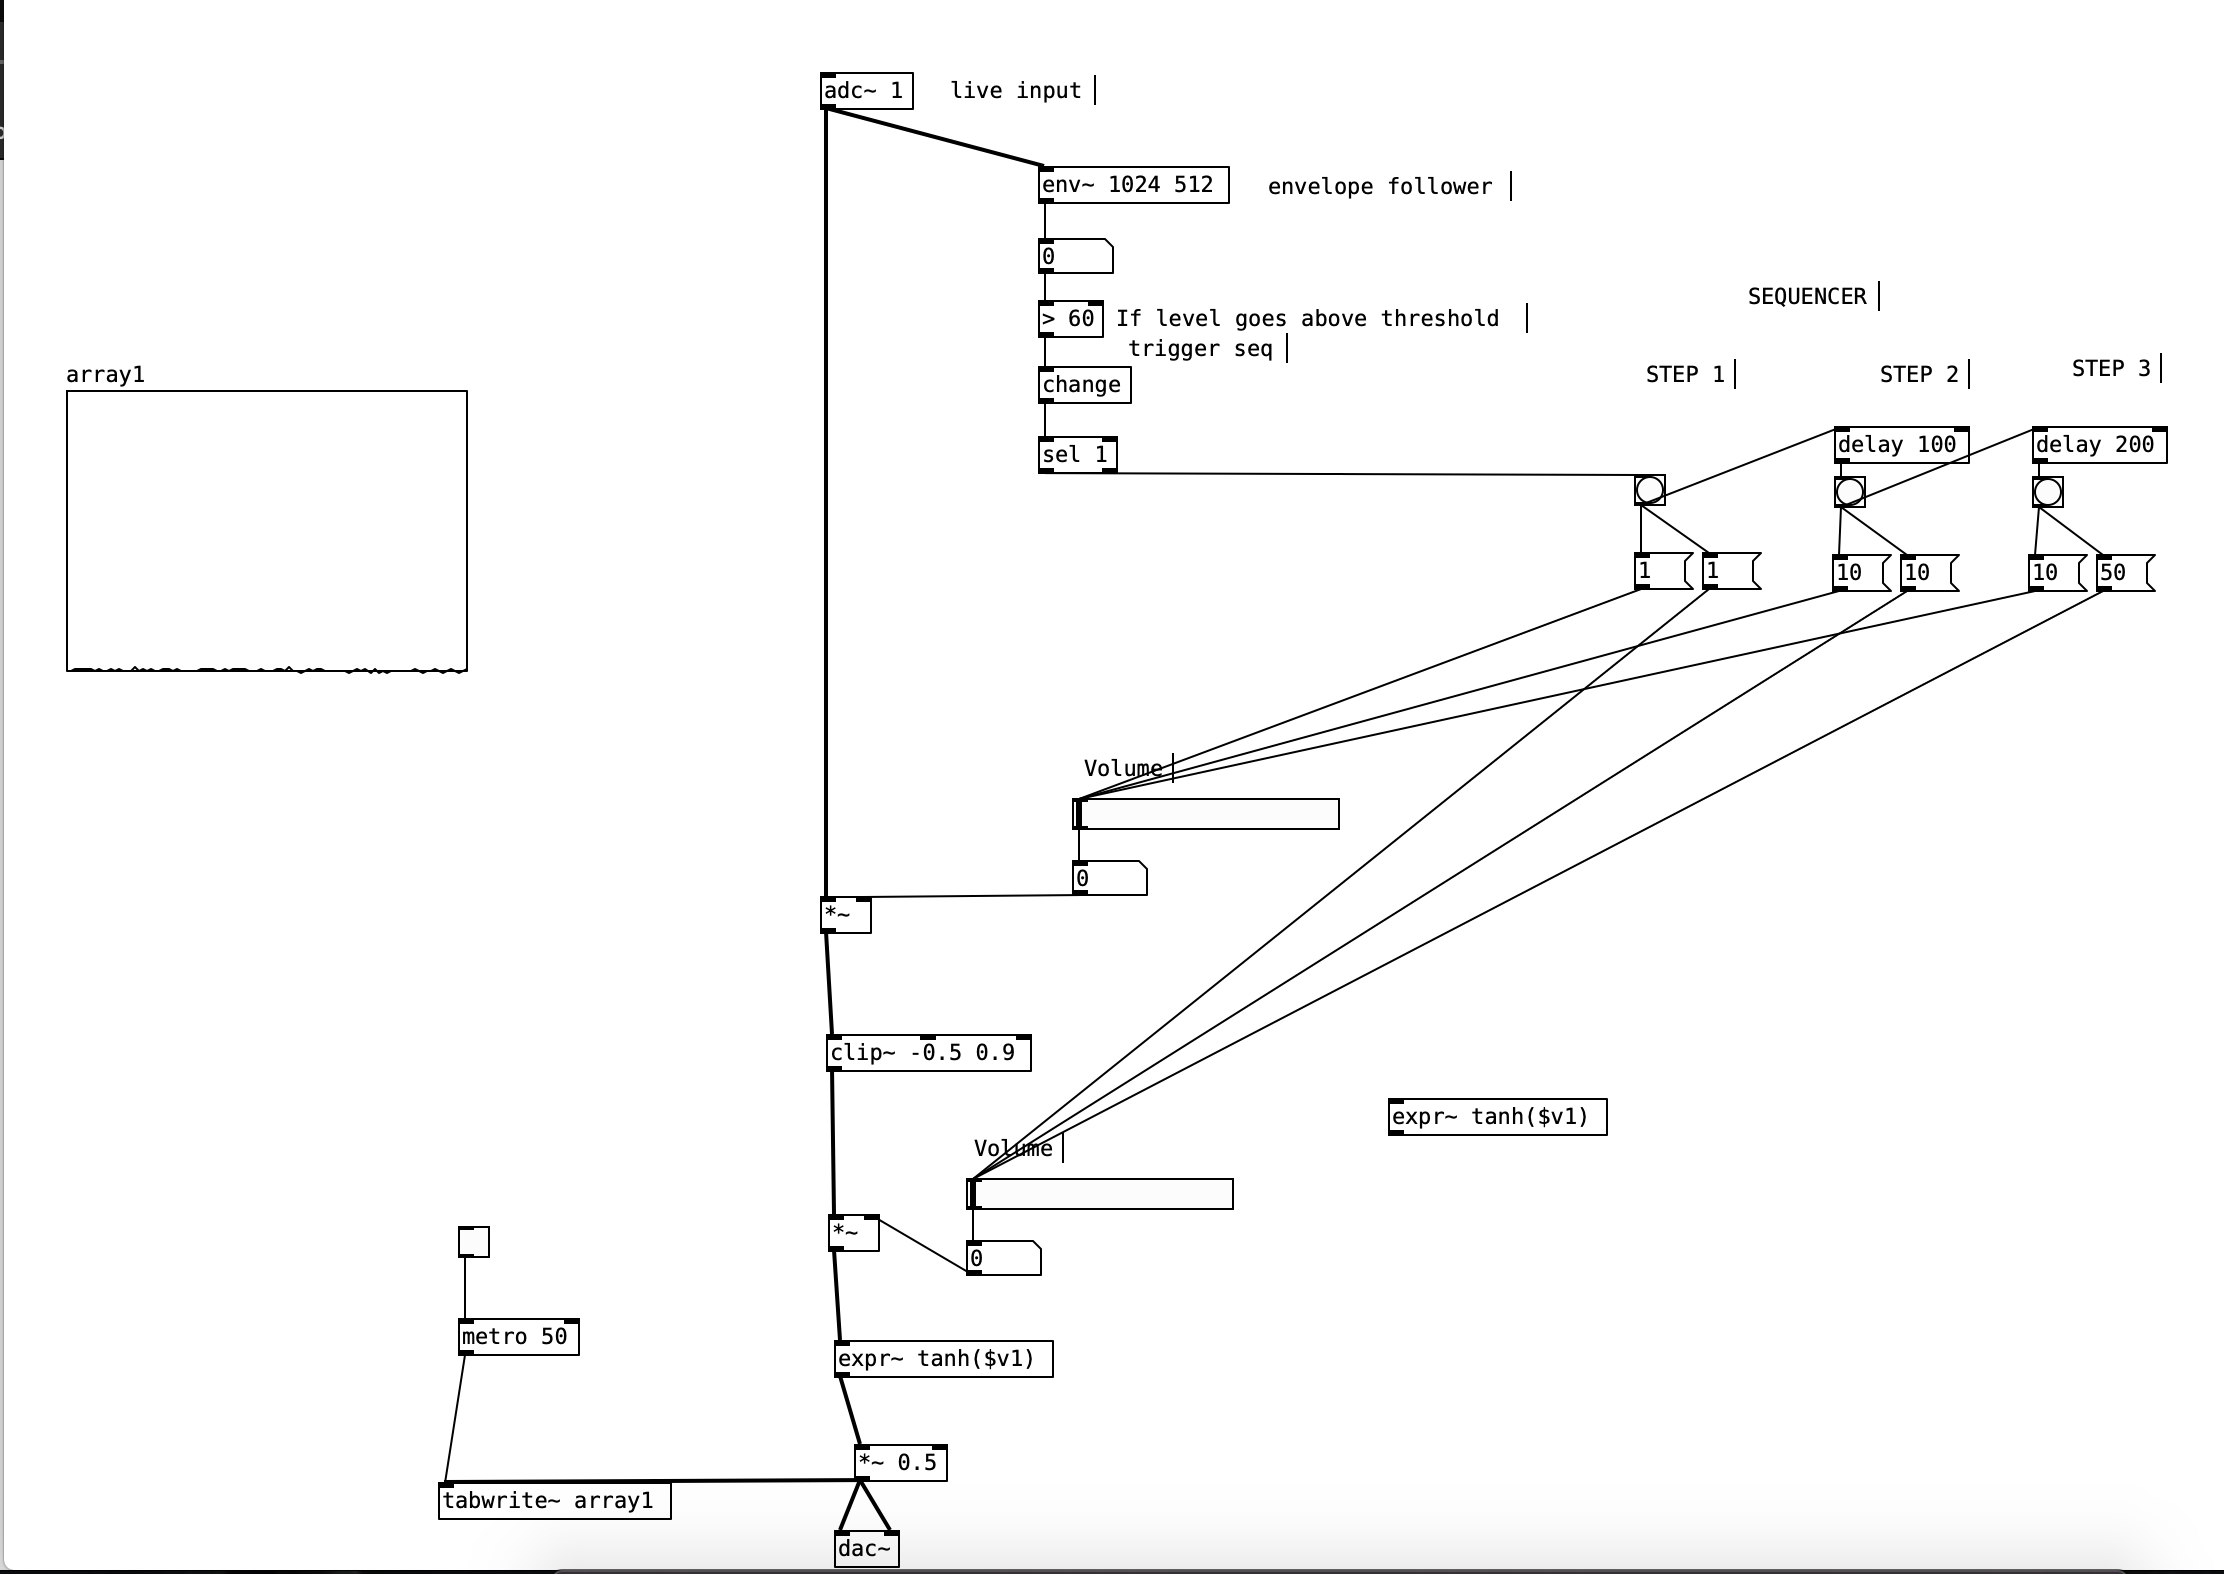 adc~ 1
live input
env~ 1024 512
envelope follower
0
SEQUENCER
> 60
If level goes above threshold
trigger seq
array1
change
STEP 1
STEP 2
STEP 3
sel 1
delay 100
delay 200
1
1
10
10
10
50
Volume
0
*~
clip~ -0.5 0.9
expr~ tanh($v1)
Volume
*~
0
metro 50
expr~ tanh($v1)
*~ 0.5
tabwrite~ array1
dac~